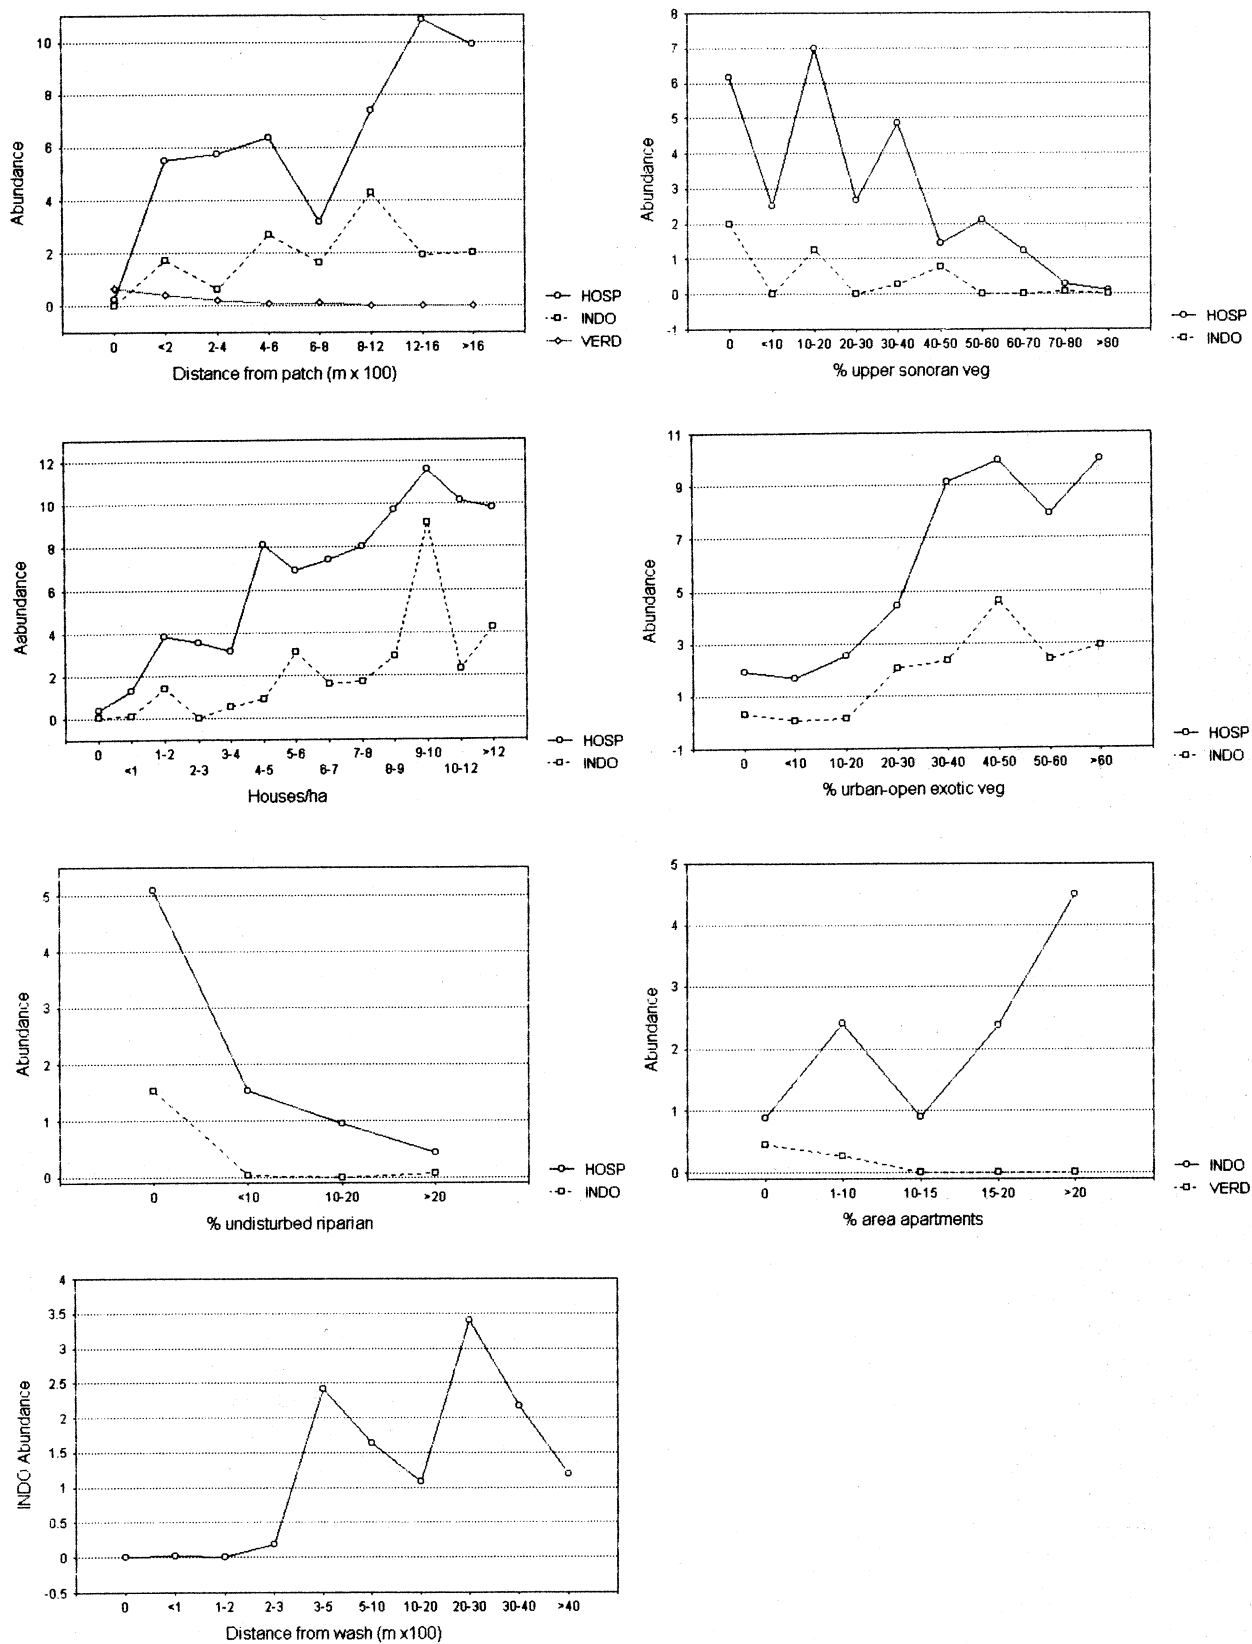 10
8
6
4
2
0
Abundance
0 <2 2-4 4-6 6-8 8-12 12-16 >16
Distance from patch (m x 100)
HOSP
INDO
VERD
8
7
6
5
4
3
2
1
0
-1
Abundance
0 <10 10-20 20-30 30-40 40-50 50-60 60-70 70-80 >80
% upper sonoran veg
HOSP
INDO
12
10
8
6
4
2
0
Aabundance
0 1-2 3-4 5-6 7-8 9-10 >12
<1 2-3 4-5 6-7 8-9 10-12
Houses/ha
HOSP
INDO
11
9
7
5
3
1
-1
Abundance
0 <10 10-20 20-30 30-40 40-50 50-60 >60
% urban-open exotic veg
HOSP
INDO
5
4
3
2
1
0
Abundance
0 <10 10-20 >20
% undisturbed riparian
HOSP
INDO
5
4
3
2
1
0
Abundance
0 1-10 10-15 15-20 >20
% area apartments
INDO
VERD
4
3.5
3
2.5
2
1.5
1
0.5
0
-0.5
INDO Abundance
0 <1 1-2 2-3 3-5 5-10 10-20 20-30 30-40 >40
Distance from wash (m x100)